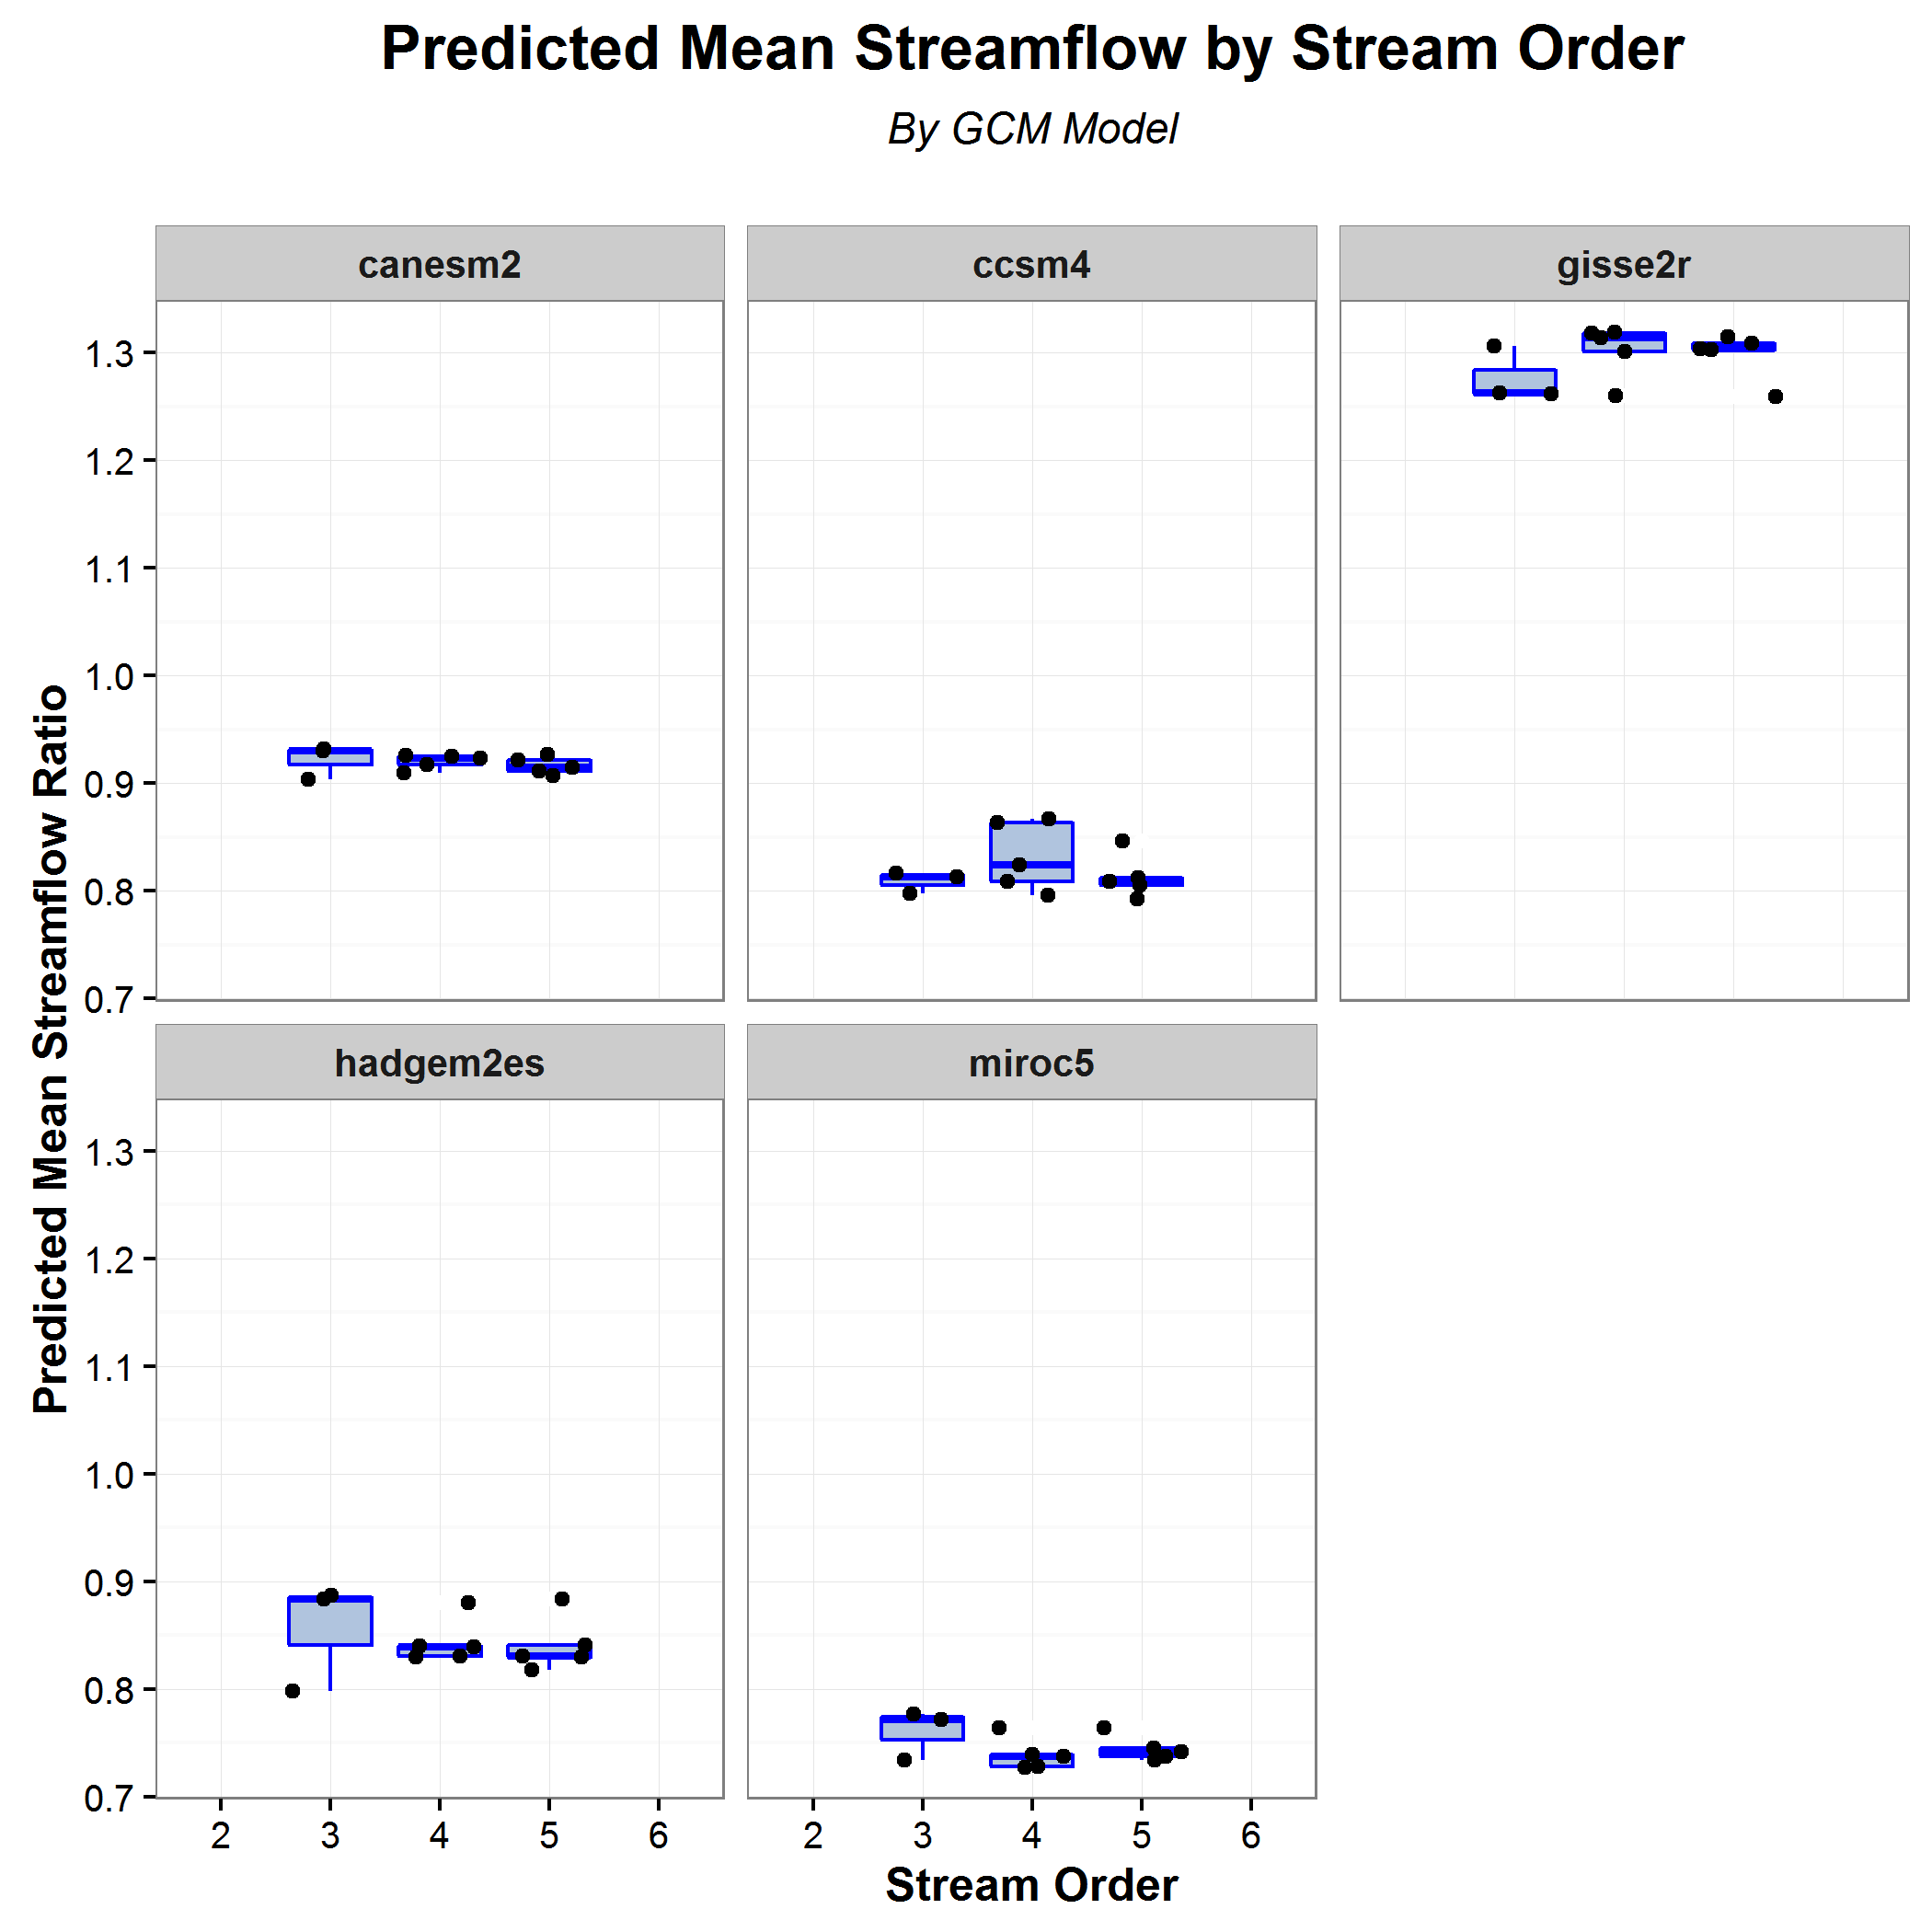 Predicted Mean Streamflow by Stream Order
By GCM Model
canesm2
ccsm4
gisse2r
1.3
1.2
1.1
1.0
0.9
0.8
0.7
Predicted Mean Streamflow Ratio
hadgem2es
miroc5
1.3
1.2
1.1
1.0
0.9
0.8
0.7
2 3 4 5 6
2 3 4 5 6
Stream Order